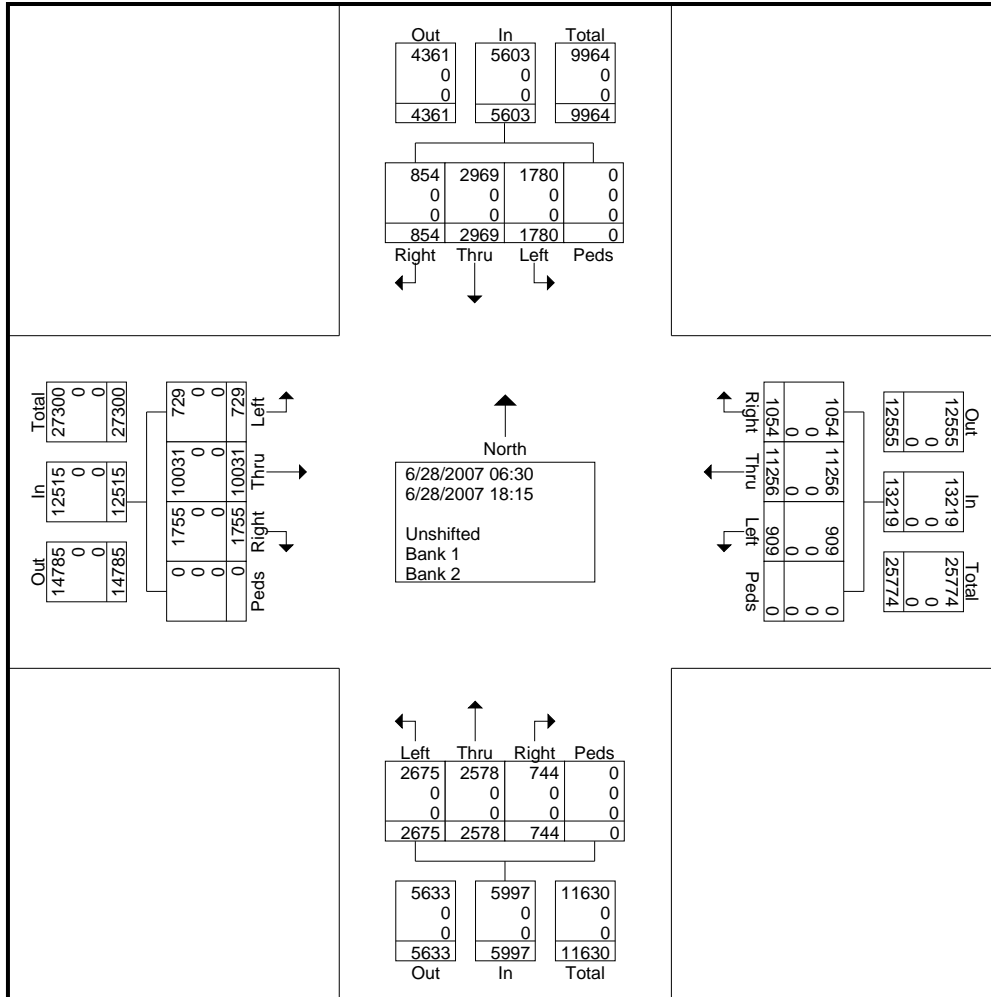 Out In Total
4361 5603 9964
0 0 0
0 0 0
4361 5603 9964
854 2969 1780 0
0 0 0 0
0 0 0 0
854 2969 1780 0
Right Thru Left Peds
Total
27300 0 0 27300
In
12515 0 0 12515
Out
14785 0 0 14785
729 0 0 729
Left
10031 0 0 10031
Thru
1755 0 0 1755
Right
0 0 0 0
Peds
North
6/28/2007 06:30
6/28/2007 18:15
Unshifted
Bank 1
Bank 2
Right
1054 0 0 1054
Thru
11256 0 0 11256
Left
909 0 0 909
Peds
0 0 0 0
Out
12555 0 0 12555
In
13219 0 0 13219
Total
25774 0 0 25774
Left Thru Right Peds
2675 2578 744 0
0 0 0 0
0 0 0 0
2675 2578 744 0
5633 5997 11630
0 0 0
0 0 0
5633 5997 11630
Out In Total